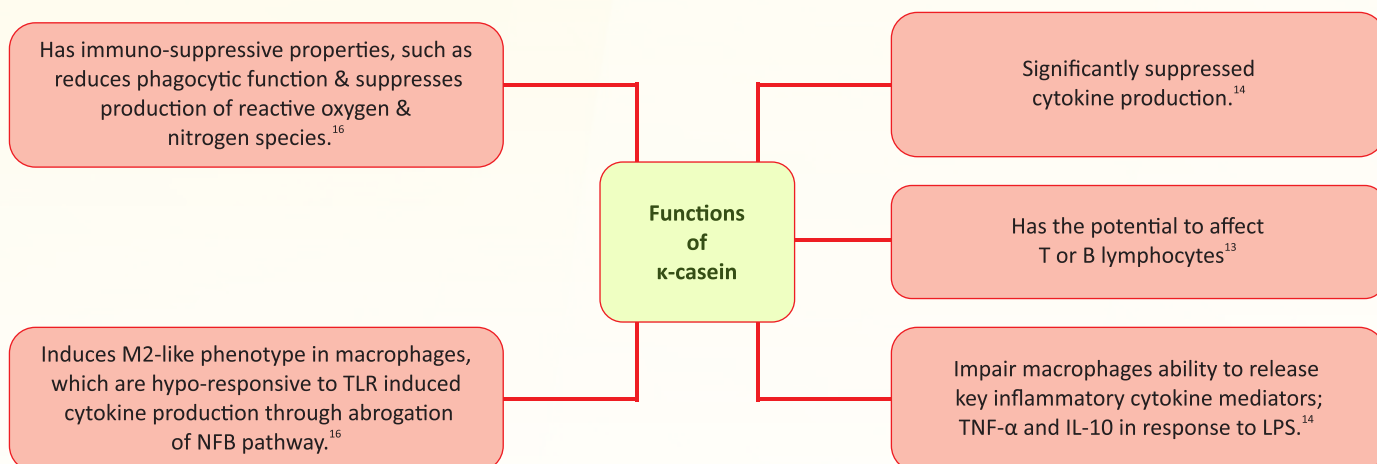 Has immuno-suppressive properties, such as
reduces phagocytic function & suppresses
production of reactive oxygen &
nitrogen species.16
Significantly suppressed
cytokine production.14
Functions
of
κ-casein
Has the potential to affect
T or B lymphocytes13
Induces M2-like phenotype in macrophages,
which are hypo-responsive to TLR induced
cytokine production through abrogation
of NFB pathway.16
Impair macrophages ability to release
key inflammatory cytokine mediators;
TNF-α and IL-10 in response to LPS.14